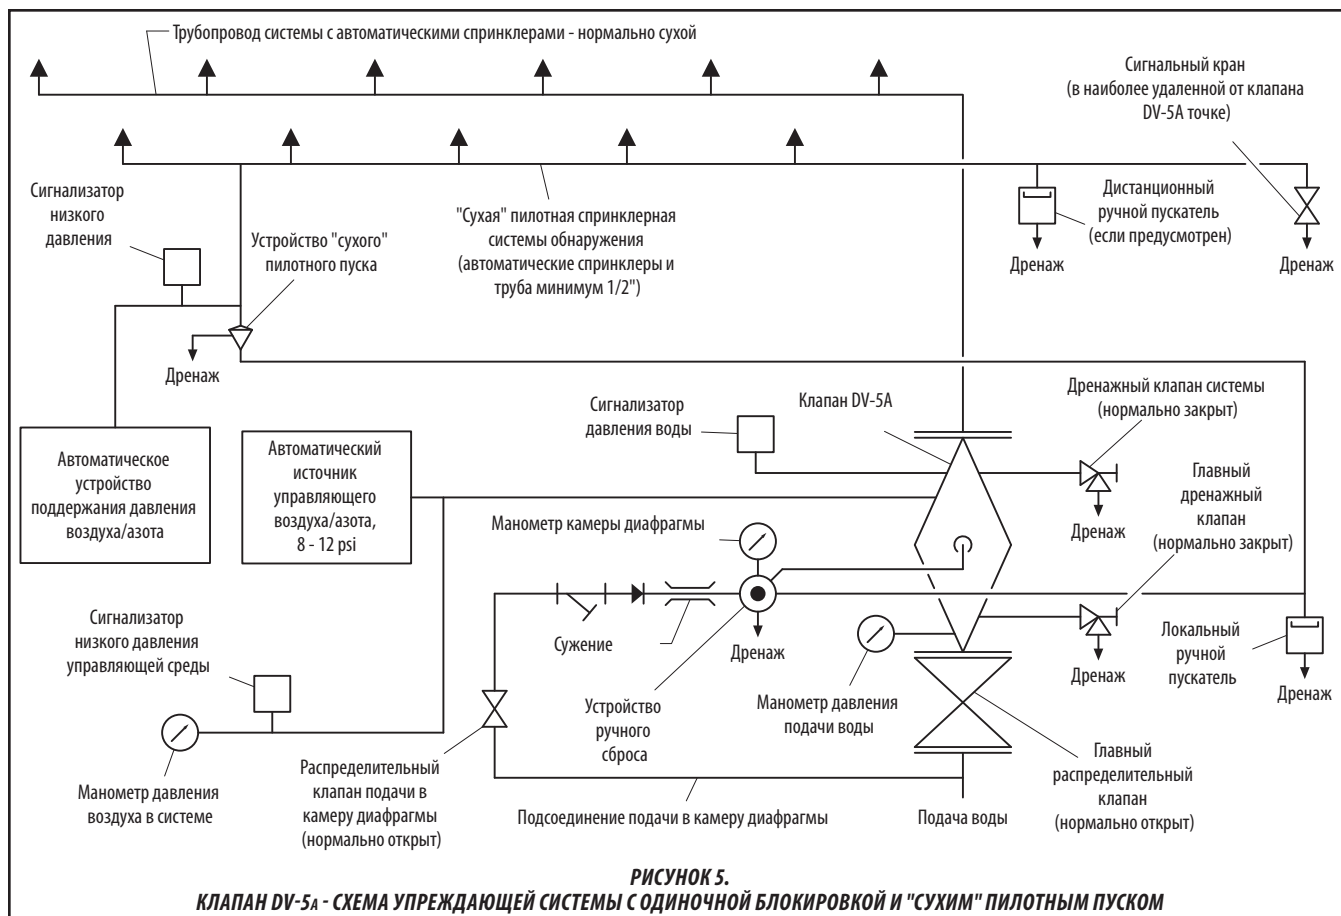 Трубопровод системы с автоматическими спринклерами - нормально сухой
Сигнальный кран
(в наиболее удаленной от клапана
DV-5A точке)
Сигнализатор
низкого
давления
Устройство "сухого"
пилотного пуска
"Сухая" пилотная спринклерная
системы обнаружения
(автоматические спринклеры и
труба минимум 1/2")
Дистанционный
ручной пускатель
(если предусмотрен)
Дренаж
Дренаж
Дренаж
Автоматическое
устройство
поддержания давления
воздуха/азота
Автоматический
источник
управляющего
воздуха/азота,
8 - 12 psi
Сигнализатор
давления воды
Клапан DV-5A
Дренажный клапан системы
(нормально закрыт)
Дренаж
Главный
дренажный
клапан
(нормально закрыт)
Манометр камеры диафрагмы
Сужение
Дренаж
Устройство
ручного
сброса
Манометр давления
подачи воды
Дренаж
Локальный
ручной
пускатель
Дренаж
Сигнализатор
низкого давления
управляющей среды
Манометр давления
воздуха в системе
Распределительный
клапан подачи в
камеру диафрагмы
(нормально открыт)
Подсоединение подачи в камеру диафрагмы
Подача воды
Главный
распределительный
клапан
(нормально открыт)
РИСУНОК 5.
КЛАПАН DV-5A - СХЕМА УПРЕЖДАЮЩЕЙ СИСТЕМЫ С ОДИНОЧНОЙ БЛОКИРОВКОЙ И "СУХИМ" ПИЛОТНЫМ ПУСКОМ